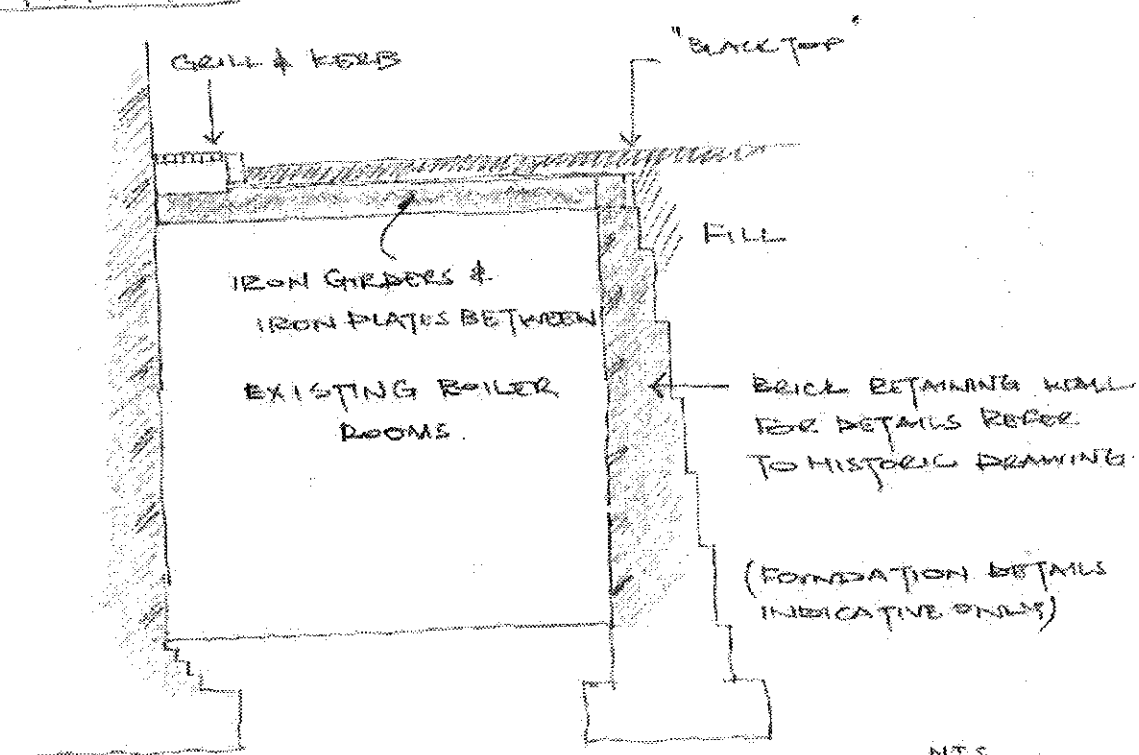 GRILL & KERB
"BLACK TOP"
FILL
IRON GIRDERS &
IRON PLATES BETWEEN
EXISTING BOILER
ROOMS.
BRICK RETAINING WALL
FOR DETAILS REFER
TO HISTORIC DRAWING.
(FOUNDATION DETAILS
INDICATIVE ONLY)
NTS